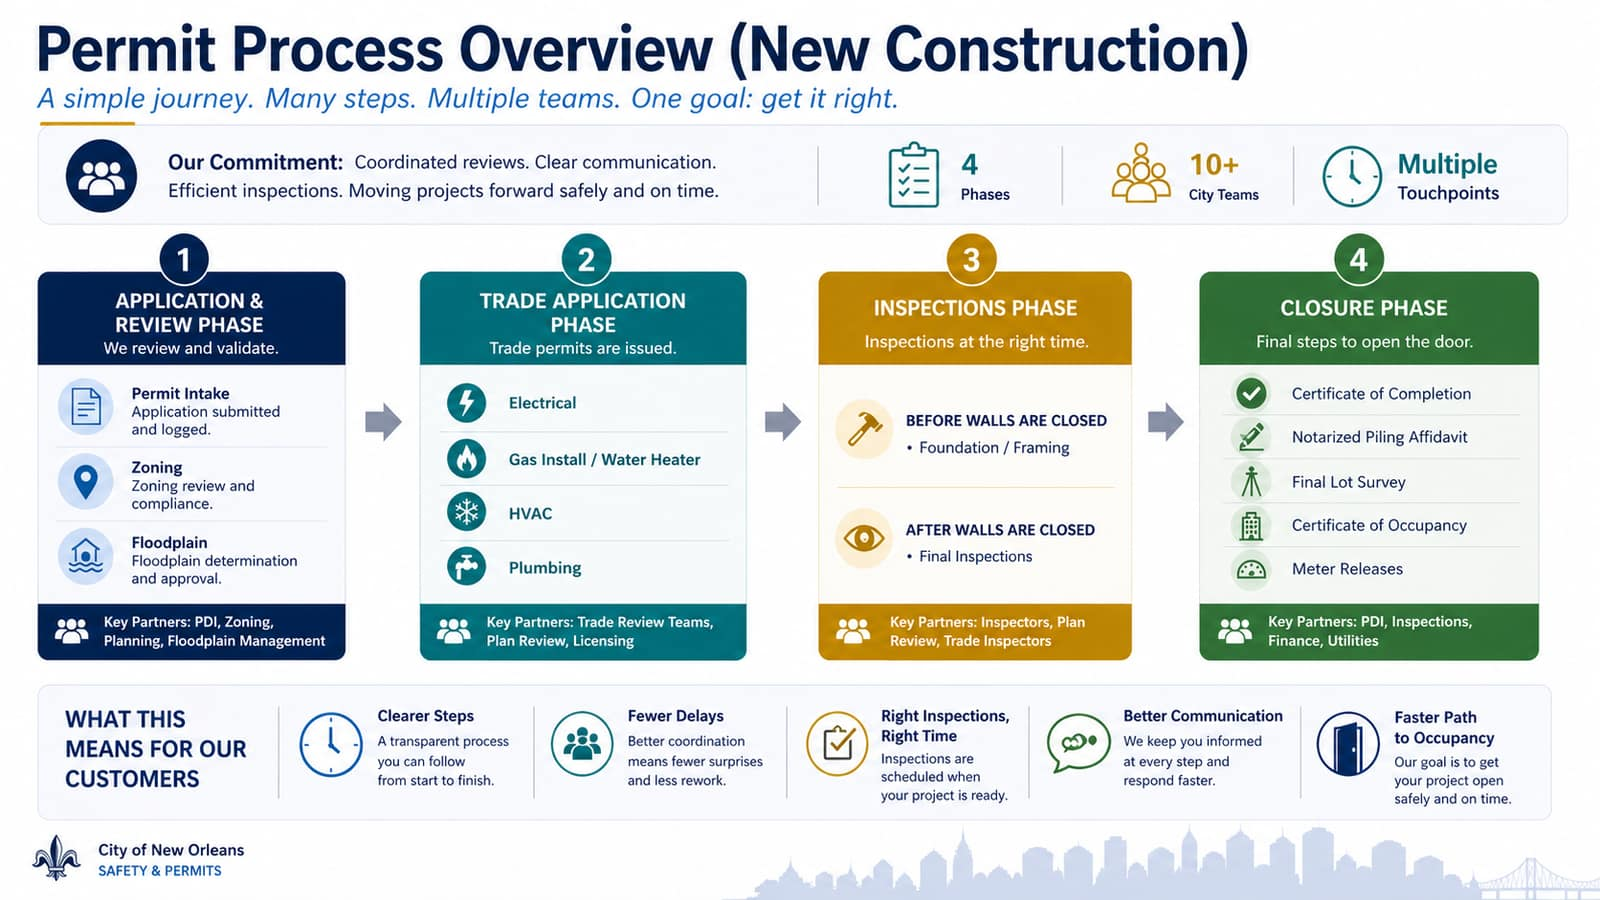 Permit Process Overview (New Construction)
A simple journey. Many steps. Multiple teams. One goal: get it right.
Our Commitment: Coordinated reviews. Clear communication.
Efficient inspections. Moving projects forward safely and on time.
4
Phases
10+
City Teams
Multiple
Touchpoints
1
APPLICATION &
REVIEW PHASE
We review and validate.
Permit Intake
Application submitted
and logged.
Zoning
Zoning review and
compliance.
Floodplain
Floodplain determination
and approval.
Key Partners: PDI, Zoning,
Planning, Floodplain Management
2
TRADE APPLICATION
PHASE
Trade permits are issued.
Electrical
Gas Install / Water Heater
HVAC
Plumbing
Key Partners: Trade Review Teams,
Plan Review, Licensing
3
INSPECTIONS PHASE
Inspections at the right time.
BEFORE WALLS ARE CLOSED
• Foundation / Framing
AFTER WALLS ARE CLOSED
• Final Inspections
Key Partners: Inspectors, Plan
Review, Trade Inspectors
4
CLOSURE PHASE
Final steps to open the door.
Certificate of Completion
Notarized Piling Affidavit
Final Lot Survey
Certificate of Occupancy
Meter Releases
Key Partners: PDI, Inspections,
Finance, Utilities
WHAT THIS
MEANS FOR OUR
CUSTOMERS
Clearer Steps
A transparent process
you can follow
from start to finish.
Fewer Delays
Better coordination
means fewer surprises
and less rework.
Right Inspections,
Right Time
Inspections are
scheduled when
your project is ready.
Better Communication
We keep you informed
at every step and
respond faster.
Faster Path
to Occupancy
Our goal is to get
your project open
safely and on time.
City of New Orleans
SAFETY & PERMITS